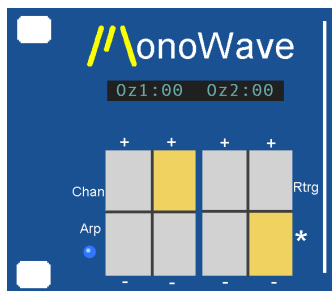 MonoWave
Oz1:00 Oz2:00
+ + + +
Chan Rtrg
Arp *
- - - -